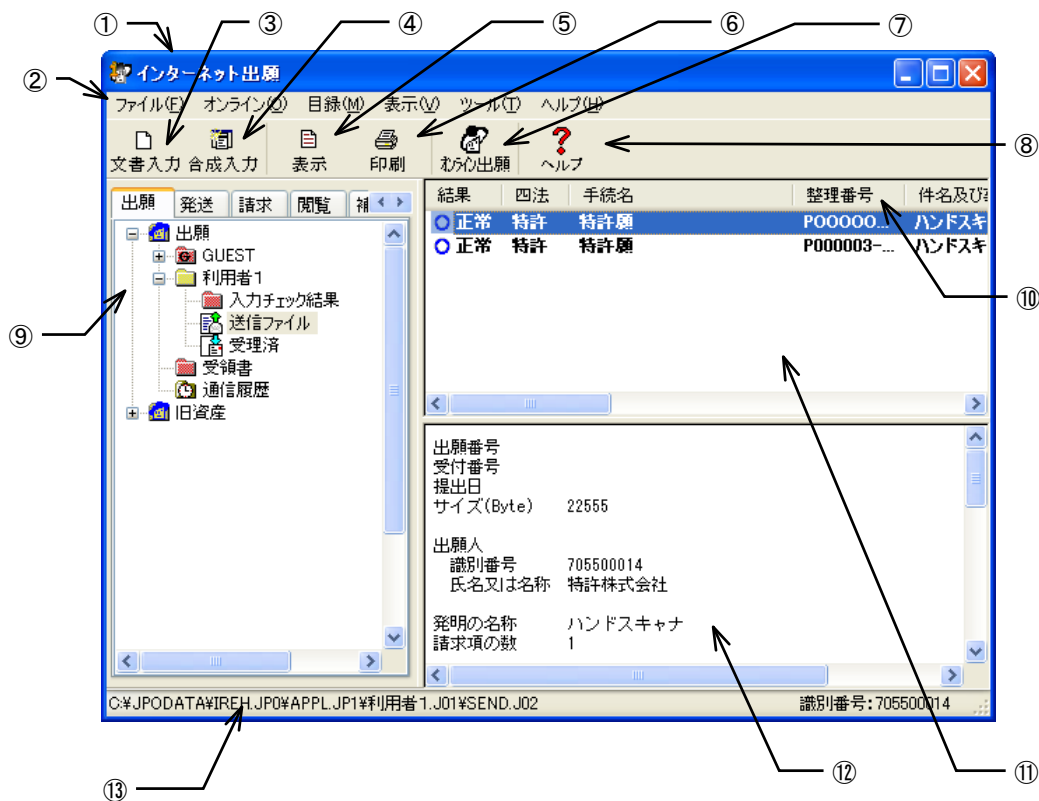 ① ③ ④ ⑤ ⑥ ⑦
インターネット出願
②
ファイル(F) オンライン(O) 目録(M) 表示(V) ツール(T) ヘルプ(H)
文書入力 合成入力 表示 印刷 オンライン出願 ヘルプ
⑧
出願 発送 請求 閲覧
結果 四法 手続名 整理番号 件名及び
正常 特許 特許願 P00000... ハンドスキ
正常 特許 特許願 P000003-... ハンドスキ
出願
GUEST
利用者1
入力チェック結果
送信ファイル
受理済
受領書
通信履歴
旧資産
⑨
⑩
出願番号
受付番号
提出日
サイズ(Byte) 22555
出願人
識別番号 705500014
氏名又は名称 特許株式会社
発明の名称 ハンドスキャナ
請求項の数 1
C:¥JPODATA¥IREH.JP0¥APPL.JP1¥利用者1.J01¥SEND.J02 識別番号:705500014
⑬ ⑫ ⑪